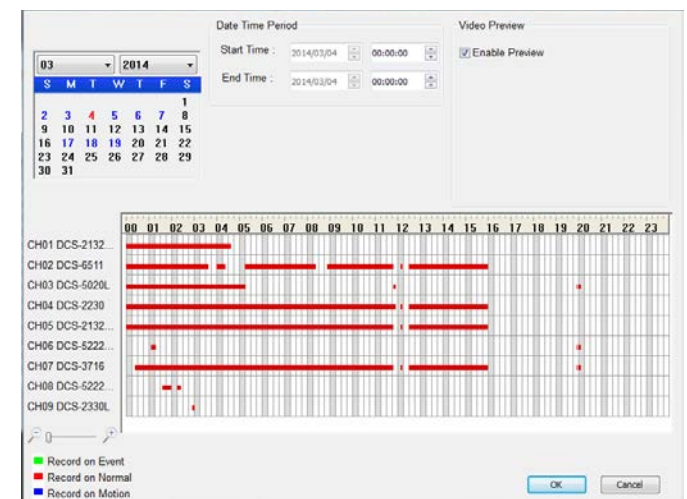 Date Time Period
Start Time : 2014/03/04 00:00:00
End Time : 2014/03/04 00:00:00
Video Preview
Enable Preview
03 2014
S M T W T F S
1
2 3 4 5 6 7 8
9 10 11 12 13 14 15
16 17 18 19 20 21 22
23 24 25 26 27 28 29
30 31
00 01 02 03 04 05 06 07 08 09 10 11 12 13 14 15 16 17 18 19 20 21 22 23
CH01 DCS-2132...
CH02 DCS-6511
CH03 DCS-5020L
CH04 DCS-2230
CH05 DCS-2132...
CH06 DCS-5222...
CH07 DCS-3716
CH08 DCS-5222...
CH09 DCS-2330L
Record on Event
Record on Normal
Record on Motion
OK Cancel